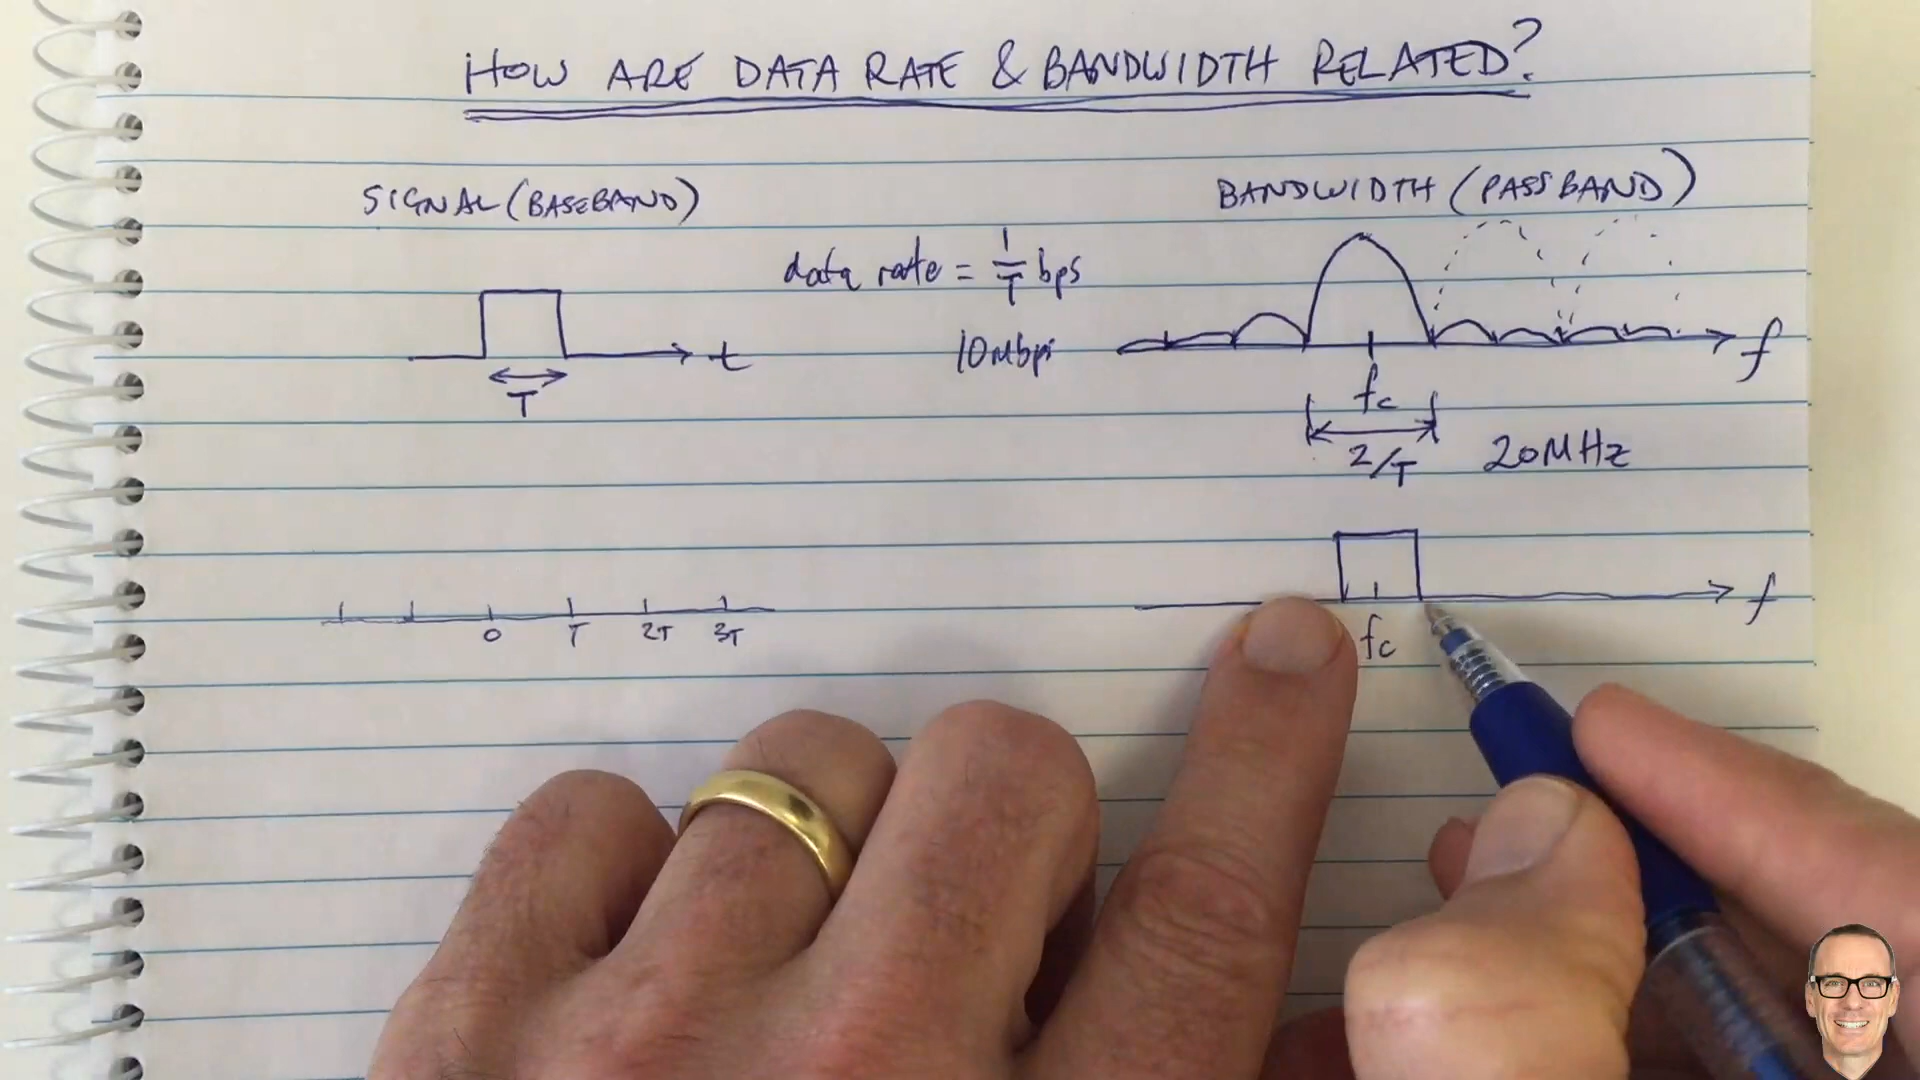 HOW ARE DATA RATE & BANDWIDTH RELATED?
SIGNAL (BASEBAND)
BANDWIDTH (PASSBAND)
data rate = 1/T bps
10Mbps
t
T
f
fc
2/T
20MHz
0 T 2T 3T
fc
f